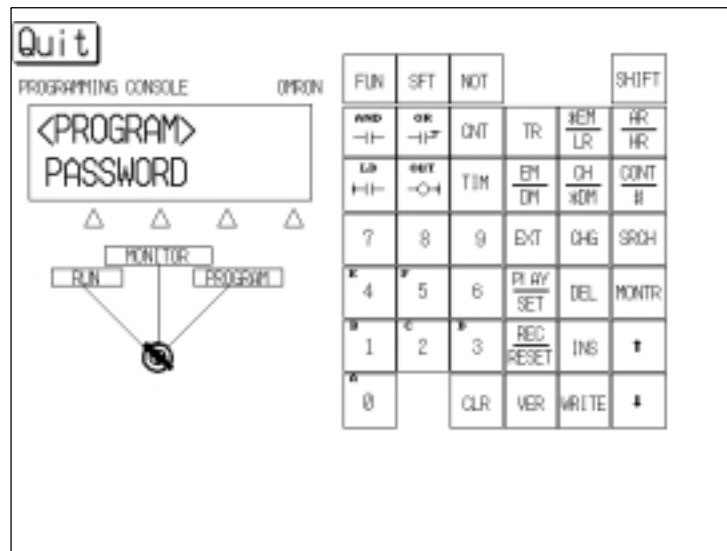 Quit
PROGRAMMING CONSOLE OMRON
<PROGRAM>
PASSWORD
MONITOR
RUN PROGRAM
FUN SFT NOT SHIFT
AND OR CNT TR *EM LR AR HR
LD OUT TIM EM DM CH *DM CONT #
7 8 9 EXT CHG SRCH
E 4 F 5 6 PLAY SET DEL MONTR
B 1 C 2 D 3 REC RESET INS ↑
A 0 CLR VER WRITE ↓